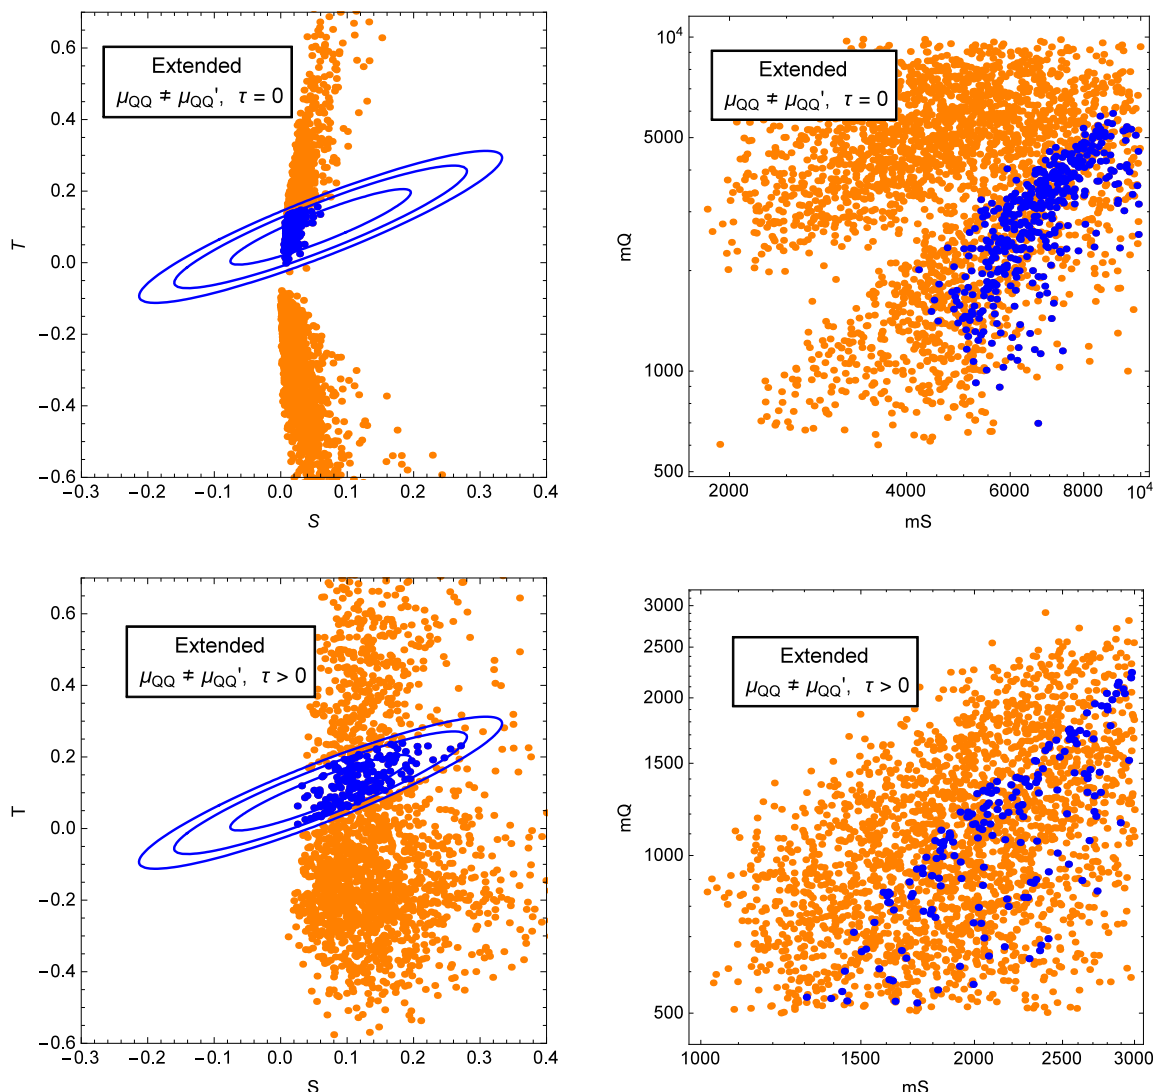 Extended
μQQ ≠ μQQ', τ = 0
T
0.6
0.4
0.2
0.0
−0.2
−0.4
−0.6
−0.3 −0.2 −0.1 0.0 0.1 0.2 0.3 0.4
S
Extended
μQQ ≠ μQQ', τ = 0
mQ
10⁴
5000
1000
500
2000 4000 6000 8000 10⁴
mS
Extended
μQQ ≠ μQQ', τ > 0
T
0.6
0.4
0.2
0.0
−0.2
−0.4
−0.6
−0.3 −0.2 −0.1 0.0 0.1 0.2 0.3 0.4
S
Extended
μQQ ≠ μQQ', τ > 0
mQ
3000
2500
2000
1500
1000
500
1000 1500 2000 2500 3000
mS